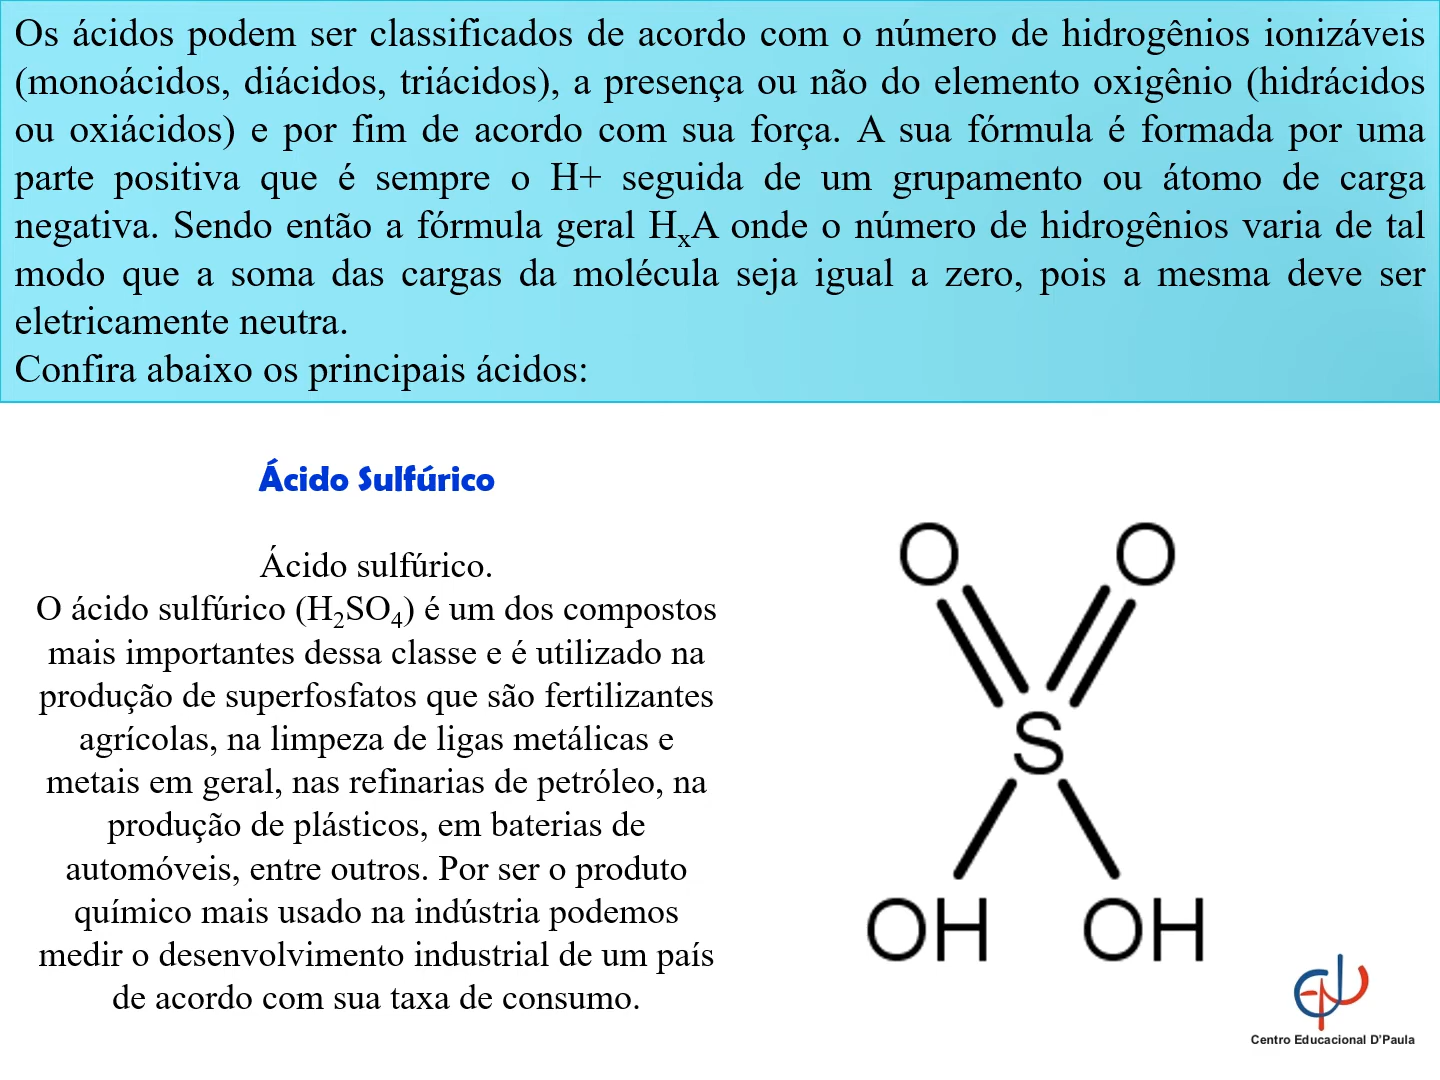 Os ácidos podem ser classificados de acordo com o número de hidrogênios ionizáveis
(monoácidos, diácidos, triácidos), a presença ou não do elemento oxigênio (hidrácidos
ou oxiácidos) e por fim de acordo com sua força. A sua fórmula é formada por uma
parte positiva que é sempre o H+ seguida de um grupamento ou átomo de carga
negativa. Sendo então a fórmula geral HₓA onde o número de hidrogênios varia de tal
modo que a soma das cargas da molécula seja igual a zero, pois a mesma deve ser
eletricamente neutra.
Confira abaixo os principais ácidos:
Ácido Sulfúrico
Ácido sulfúrico.
O ácido sulfúrico (H₂SO₄) é um dos compostos
mais importantes dessa classe e é utilizado na
produção de superfosfatos que são fertilizantes
agrícolas, na limpeza de ligas metálicas e
metais em geral, nas refinarias de petróleo, na
produção de plásticos, em baterias de
automóveis, entre outros. Por ser o produto
químico mais usado na indústria podemos
medir o desenvolvimento industrial de um país
de acordo com sua taxa de consumo.
O O
S
OH OH
Centro Educacional D'Paula